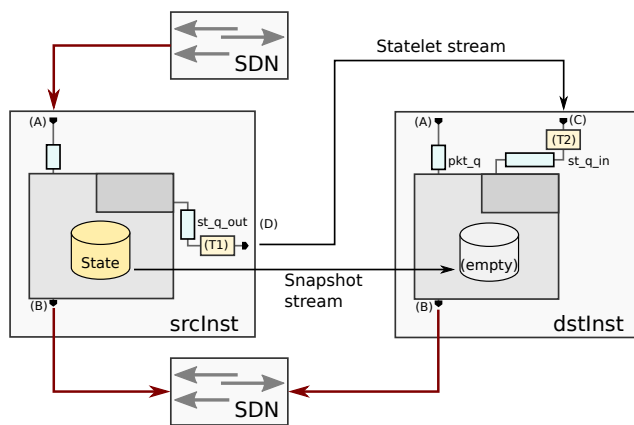 SDN
Statelet stream
(A)
(A)
(C)
(T2)
pkt_q
st_q_in
st_q_out
(D)
(T1)
State
(empty)
Snapshot
stream
(B)
srcInst
(B)
dstInst
SDN